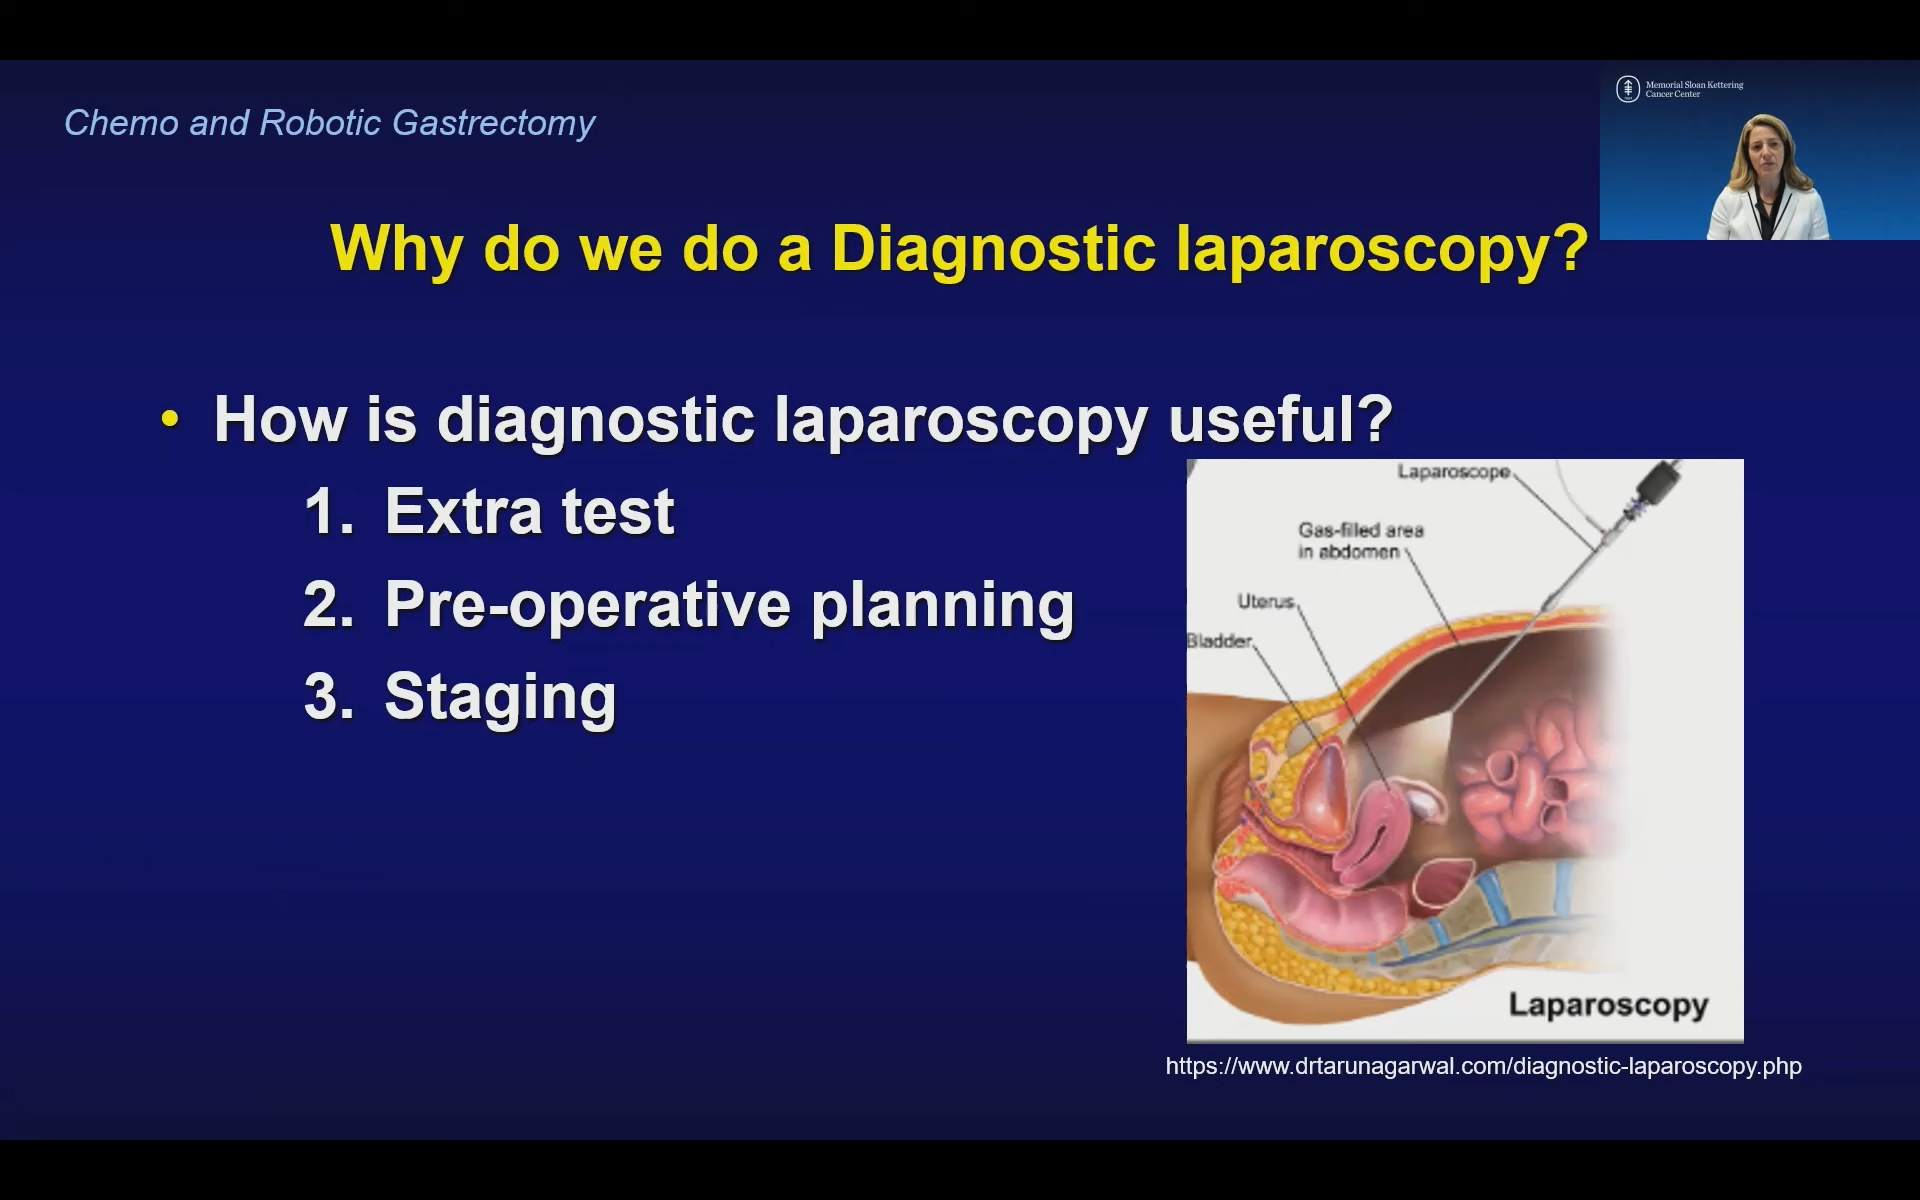 Chemo and Robotic Gastrectomy
Memorial Sloan Kettering
Cancer Center
Why do we do a Diagnostic laparoscopy?
• How is diagnostic laparoscopy useful?
1. Extra test
2. Pre-operative planning
3. Staging
Laparoscope
Gas-filled area
in abdomen
Uterus
Bladder
Laparoscopy
https://www.drtarunagarwal.com/diagnostic-laparoscopy.php